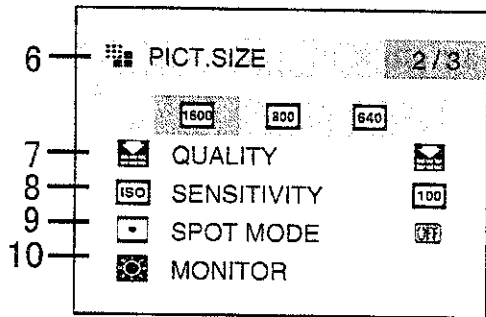 6 PICT.SIZE 2/3
1600 800 640
7 QUALITY
8 ISO SENSITIVITY 100
9 SPOT MODE OFF
10 MONITOR